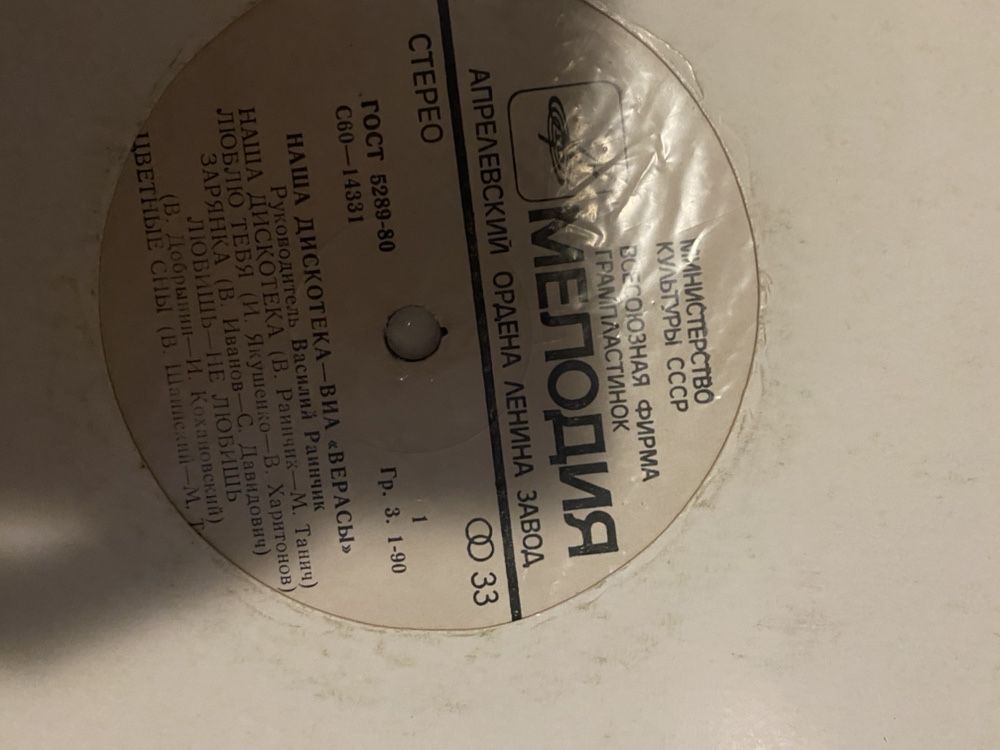 МИНИСТЕРСТВО
КУЛЬТУРЫ СССР
ВСЕСОЮЗНАЯ ФИРМА
ГРАМПЛАСТИНОК
МЕЛОДИЯ
АПРЕЛЕВСКИЙ ОРДЕНА ЛЕНИНА ЗАВОД
СТЕРЕО
33
ГОСТ 5289-80
С60—14331
1
Гр. 3. 1-90
НАША ДИСКОТЕКА—ВИА «ВЕРАСЫ»
Руководитель Василий Раинчик
НАША ДИСКОТЕКА (В. Раинчик—М. Танич)
ЛЮБЛЮ ТЕБЯ (И. Якушенко—В. Харитонов)
ЗАРЯНКА (В. Иванов—С. Давидович)
ЛЮБИШЬ—НЕ ЛЮБИШЬ
(В. Добрынин—И. Кохановский)
ЦВЕТНЫЕ СНЫ (В. Шаинский—М.